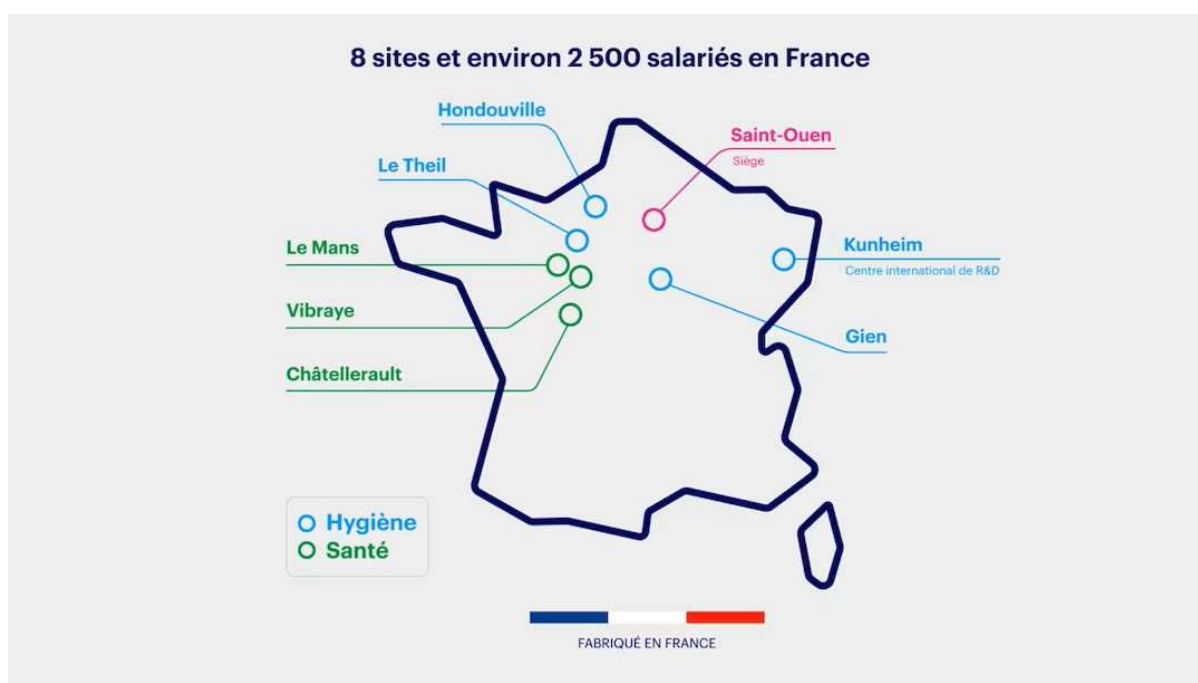 8 sites et environ 2 500 salariés en France
Hondouville
Saint-Ouen
Siège
Le Theil
Le Mans
Kunheim
Centre international de R&D
Vibraye
Gien
Châtellerault
Hygiène
Santé
FABRIQUÉ EN FRANCE